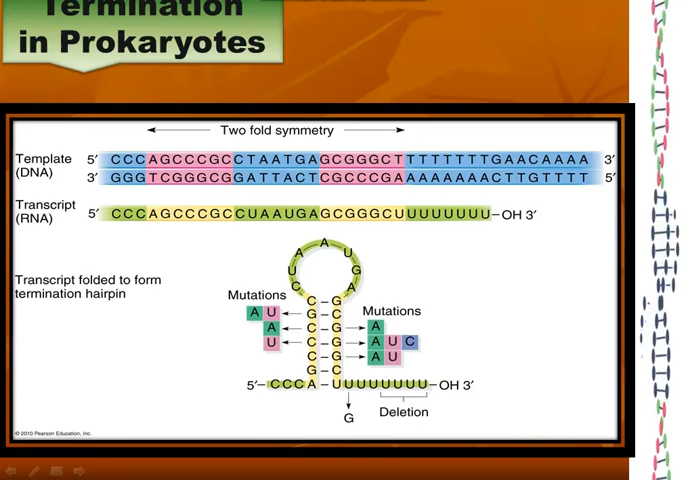 Termination
in Prokaryotes
Two fold symmetry
Template
(DNA)
5′ CCCAGCCCGCCTAATGAGCGGGCTTTTTTTTGAACAAAA 3′
3′ GGGTCGGGCGGATTACTCGCCCGAAAAAAAACTTGTTTT 5′
Transcript
(RNA)
5′ CCCAGCCCGCCUAAUGAGCGGGCUUUUUUUU–OH 3′
Transcript folded to form
termination hairpin
A A U G A
U C
Mutations
Mutations
C – G
A U G – C
A C – G A
U C – G A U C
C – G A U
G – C
5′– CCCA – UUUUUUUU –OH 3′
G
Deletion
© 2010 Pearson Education, Inc.